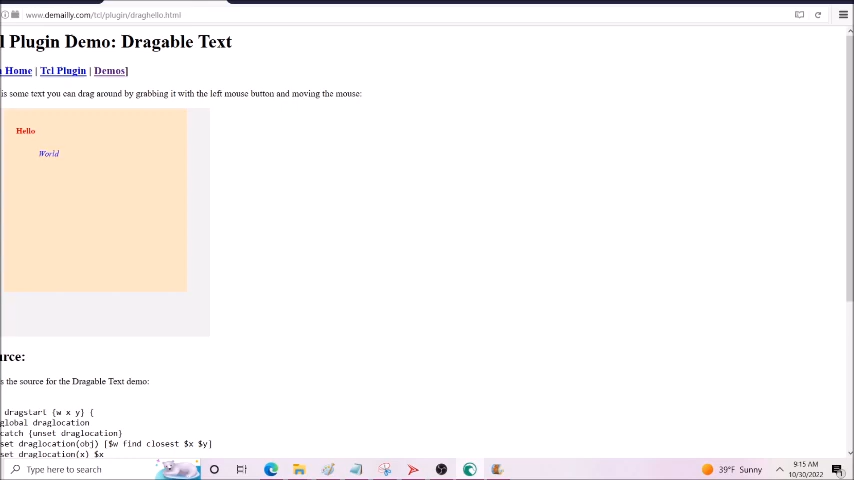 www.demailly.com/tcl/plugin/draghello.html
l Plugin Demo: Dragable Text
Home | Tcl Plugin | Demos]
is some text you can drag around by grabbing it with the left mouse button and moving the mouse:
Hello
World
rce:
s the source for the Dragable Text demo:
dragstart {w x y} {
global draglocation
catch {unset draglocation}
set draglocation(obj) [$w find closest $x $y]
set draglocation(x) $x
Type here to search
39°F Sunny
9:15 AM
10/30/2022